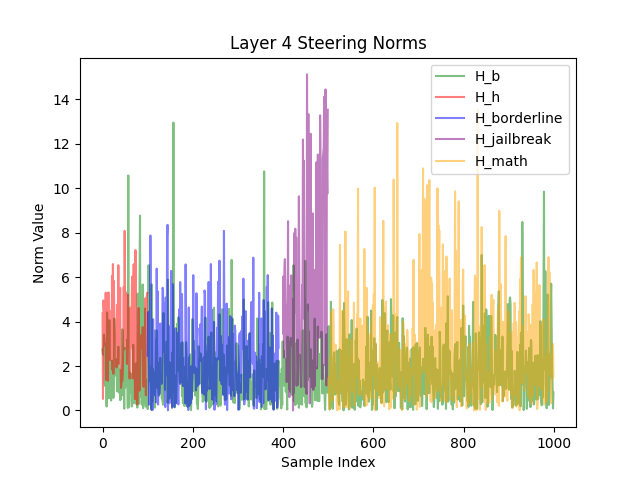 Layer 4 Steering Norms
H_b
H_h
H_borderline
H_jailbreak
H_math
Norm Value
14
12
10
8
6
4
2
0
0
200
400
600
800
1000
Sample Index